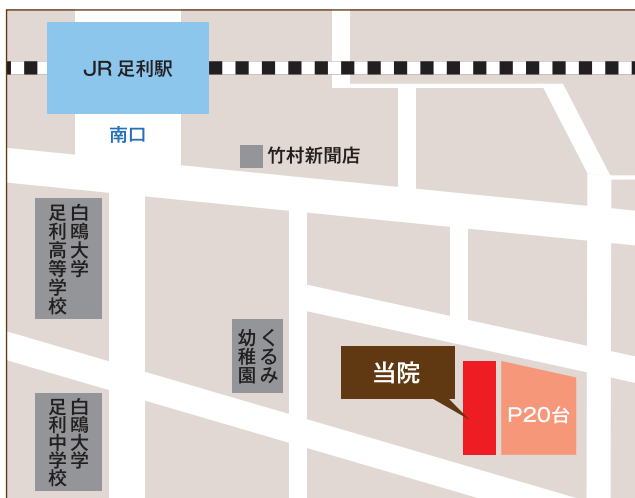 JR 足利駅
南口
竹村新聞店
白鴎大学
足利高等学校
くるみ
幼稚園
当院
P20台
白鴎大学
足利中学校